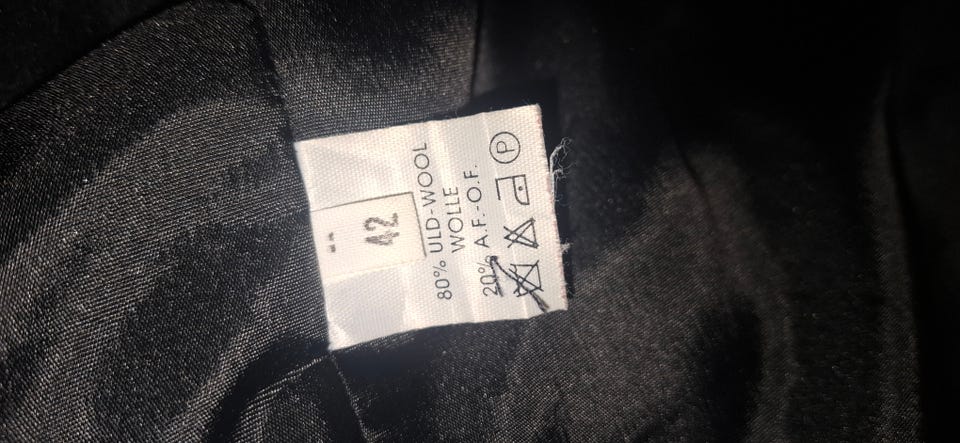 42
80% ULD-WOOL
WOLLE
20% A.F.-O.F.
P